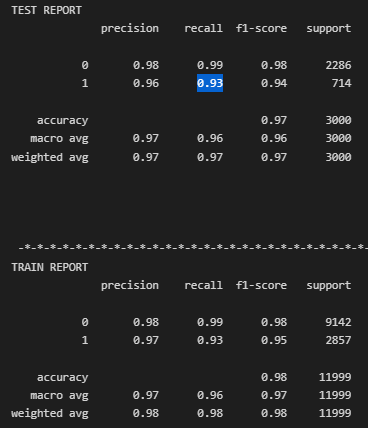 TEST REPORT
precision recall f1-score support
0 0.98 0.99 0.98 2286
1 0.96 0.93 0.94 714
accuracy 0.97 3000
macro avg 0.97 0.96 0.96 3000
weighted avg 0.97 0.97 0.97 3000
-*-*-*-*-*-*-*-*-*-*-*-*-*-*-*-*-*-*-*-*-*-*-*-*-*-*-*-
TRAIN REPORT
precision recall f1-score support
0 0.98 0.99 0.98 9142
1 0.97 0.93 0.95 2857
accuracy 0.98 11999
macro avg 0.97 0.96 0.97 11999
weighted avg 0.98 0.98 0.98 11999